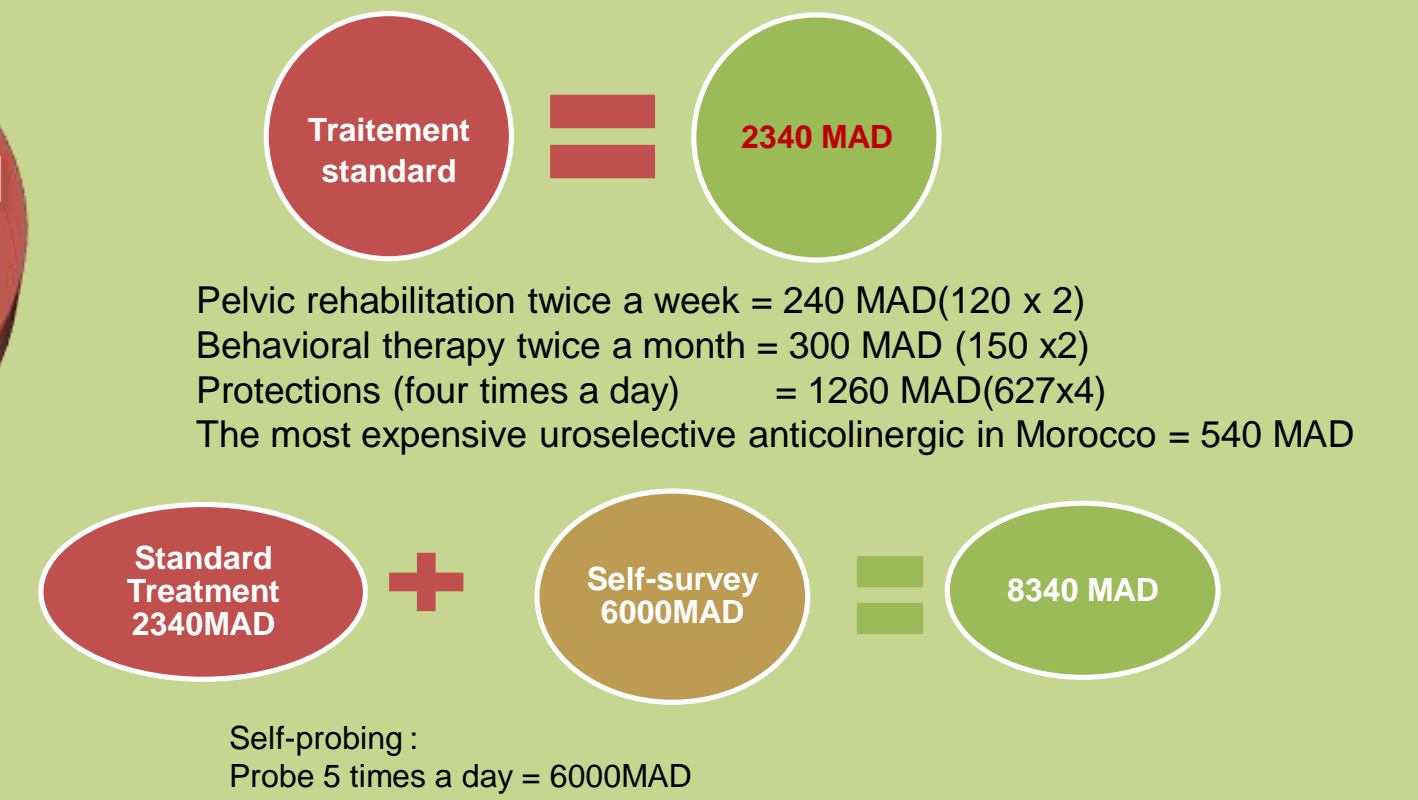 Traitement
standard
2340 MAD
Pelvic rehabilitation twice a week = 240 MAD(120 x 2)
Behavioral therapy twice a month = 300 MAD (150 x2)
Protections (four times a day) = 1260 MAD(627x4)
The most expensive uroselective anticolinergic in Morocco = 540 MAD
Standard
Treatment
2340MAD
Self-survey
6000MAD
8340 MAD
Self-probing :
Probe 5 times a day = 6000MAD